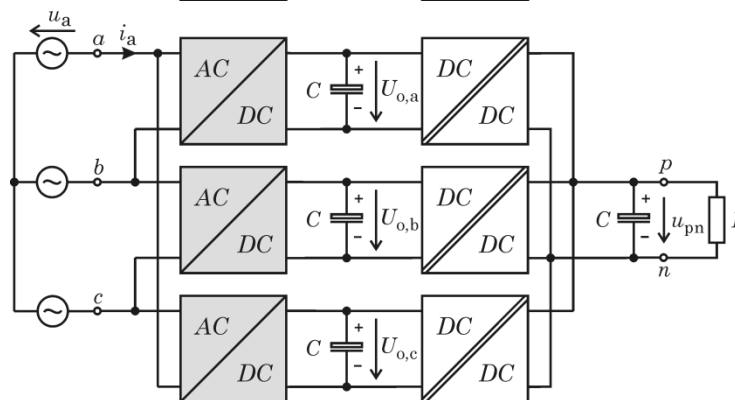 u_a
a i_a
AC DC
C + − U_o,a
DC DC
b
AC DC
C + − U_o,b
DC DC
p
C + − u_pn
n
c
AC DC
C + − U_o,c
DC DC